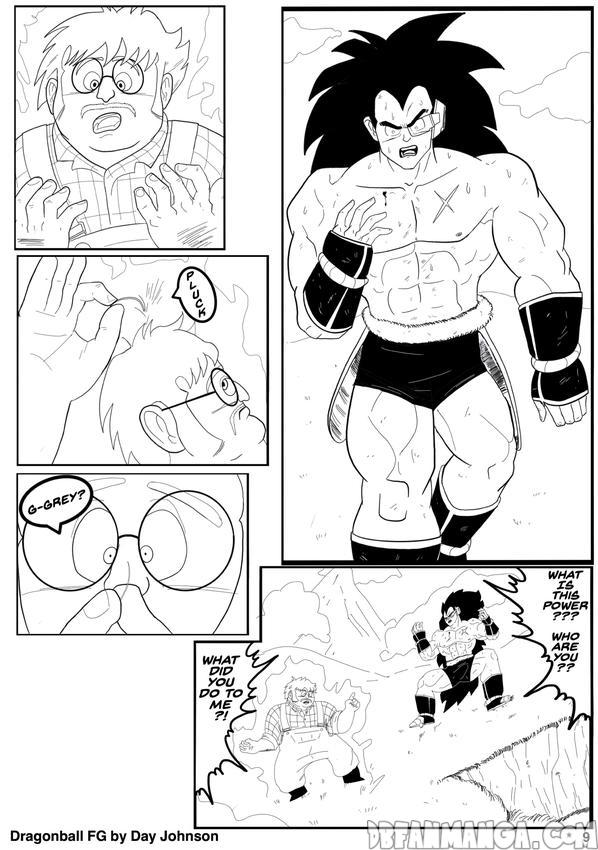 PLUCK
G-GREY?
WHAT
IS
THIS
POWER
???
WHO
ARE
YOU
??
WHAT
DID
YOU
DO TO
ME
?!
Dragonball FG by Day Johnson
DBFANMANGA.COM
9